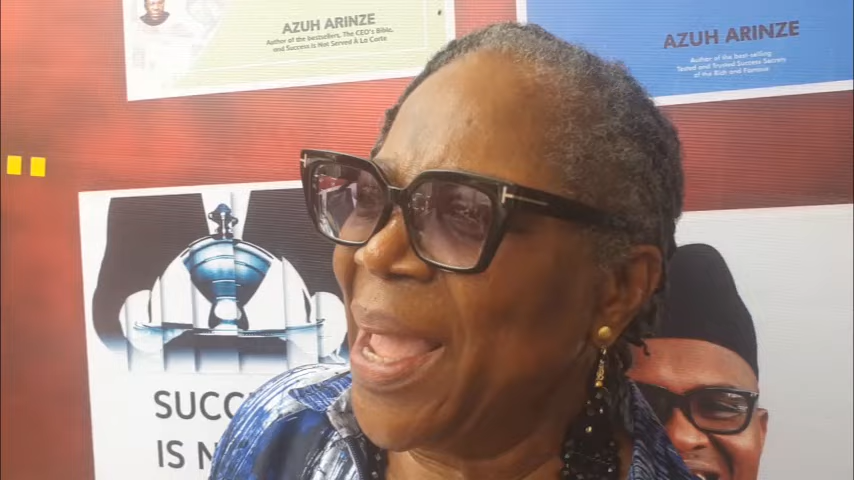 AZUH ARINZE
Author of the bestsellers, The CEO's Bible,
and Success Is Not Served A La Carte
AZUH ARINZE
Author of the best-selling,
Tested and Trusted Success Secrets
of the Rich and Famous
SUCC
IS N